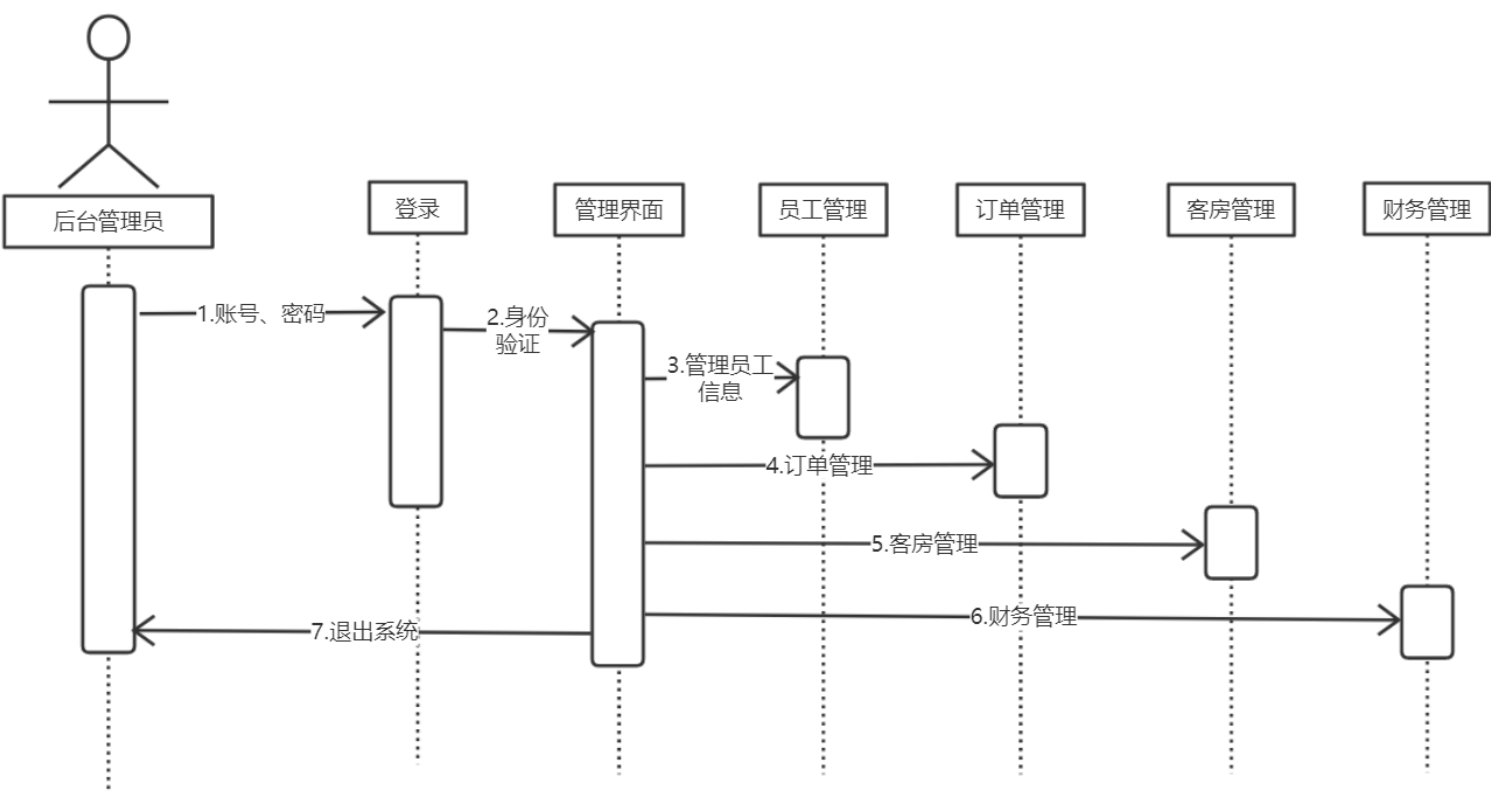 后台管理员
登录
管理界面
员工管理
订单管理
客房管理
财务管理
1.账号、密码
2.身份
验证
3.管理员工
信息
4.订单管理
5.客房管理
6.财务管理
7.退出系统